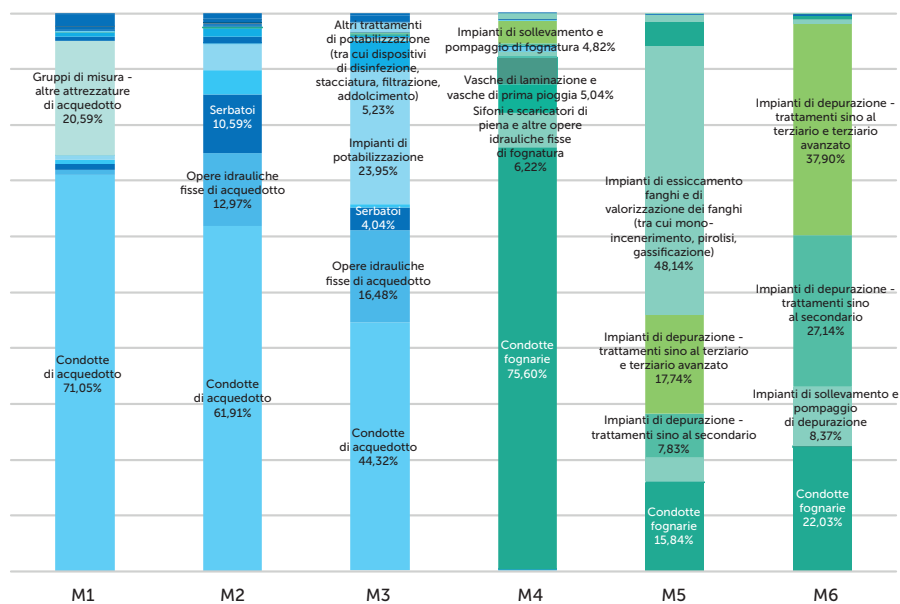 Gruppi di misura -
altre attrezzature
di acquedotto
20,59%
Condotte
di acquedotto
71,05%
Serbatoi
10,59%
Opere idrauliche
fisse di acquedotto
12,97%
Condotte
di acquedotto
61,91%
Altri trattamenti
di potabilizzazione
(tra cui dispositivi
di disinfezione,
stacciatura, filtrazione,
addolcimento)
5,23%
Impianti di
potabilizzazione
23,95%
Serbatoi
4,04%
Opere idrauliche
fisse di acquedotto
16,48%
Condotte
di acquedotto
44,32%
Impianti di sollevamento e
pompaggio di fognatura 4,82%
Vasche di laminazione e
vasche di prima pioggia 5,04%
Sifoni e scaricatori di
piena e altre opere
idrauliche fisse
di fognatura
6,22%
Condotte
fognarie
75,60%
Impianti di essiccamento
fanghi e di
valorizzazione dei fanghi
(tra cui mono-
incenerimento, pirolisi,
gassificazione)
48,14%
Impianti di depurazione -
trattamenti sino al terziario
e terziario avanzato
17,74%
Impianti di depurazione -
trattamenti sino al secondario
7,83%
Condotte
fognarie
15,84%
Impianti di depurazione -
trattamenti sino al
terziario e terziario
avanzato
37,90%
Impianti di depurazione -
trattamenti sino
al secondario
27,14%
Impianti di sollevamento e
pompaggio
di depurazione
8,37%
Condotte
fognarie
22,03%
M1 M2 M3 M4 M5 M6